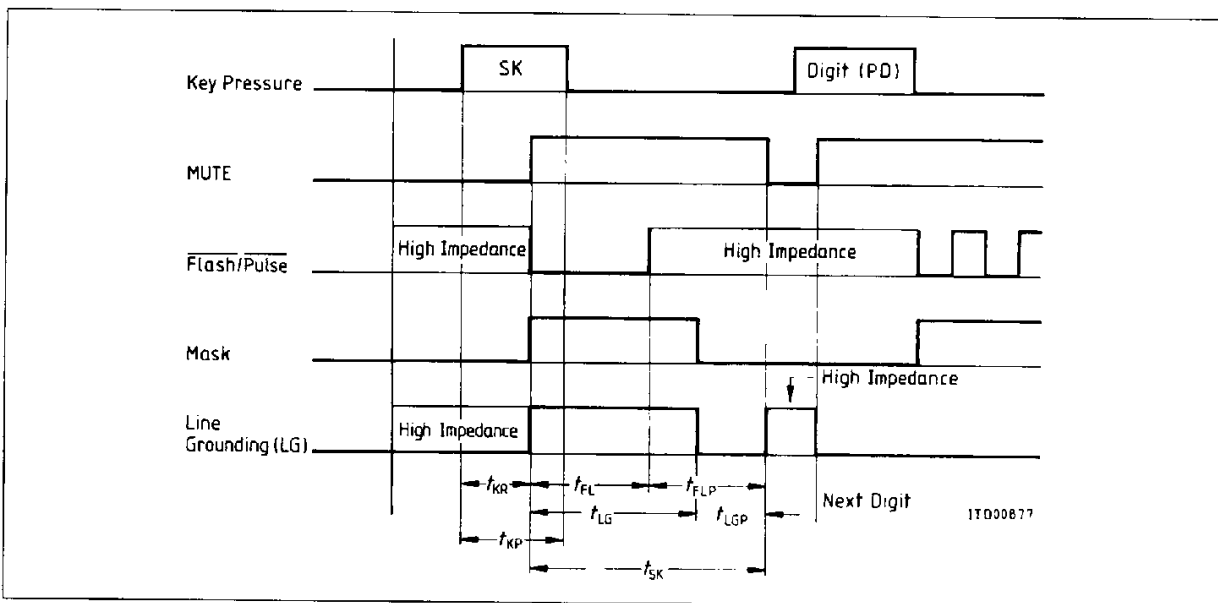 Key Pressure
SK
Digit (PD)
MUTE
Flash/Pulse
High Impedance
High Impedance
Mask
High Impedance
Line
Grounding (LG)
High Impedance
tKR
tFL
tFLP
Next Digit
tLG
tLGP
tKP
tSK
ITD00677